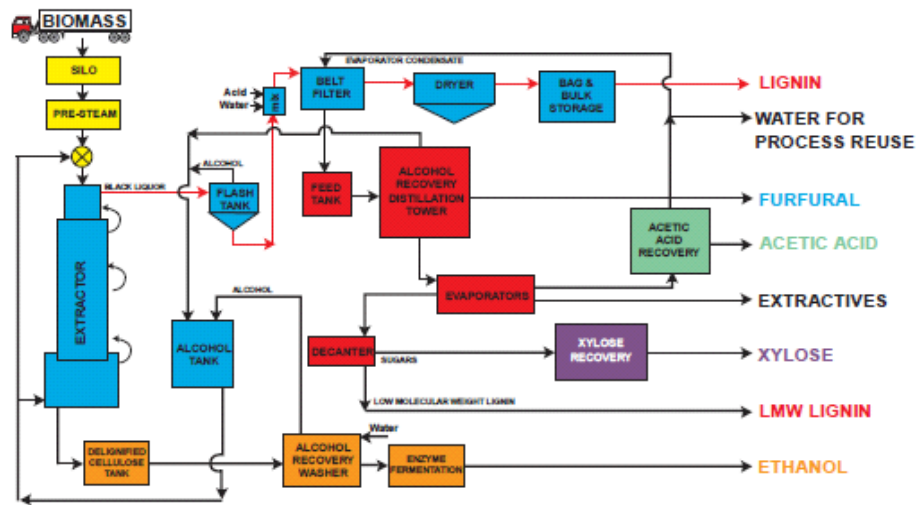 BIOMASS
SILO
PRE-STEAM
BLACK LIQUOR
EXTRACTOR
DELIGNIFIED
CELLULOSE
TANK
ALCOHOL
FLASH
TANK
Acid
Water
EVAPORATOR CONDENSATE
BELT
FILTER
DRYER
BAG &
BULK
STORAGE
LIGNIN
WATER FOR
PROCESS REUSE
FEED
TANK
ALCOHOL
RECOVERY
DISTILLATION
TOWER
FURFURAL
ACETIC
ACID
RECOVERY
ACETIC ACID
EVAPORATORS
EXTRACTIVES
ALCOHOL
ALCOHOL
TANK
DECANTER
SUGARS
XYLOSE
RECOVERY
XYLOSE
LOW MOLECULAR WEIGHT LIGNIN
LMW LIGNIN
Water
ALCOHOL
RECOVERY
WASHER
ENZYME
FERMENTATION
ETHANOL